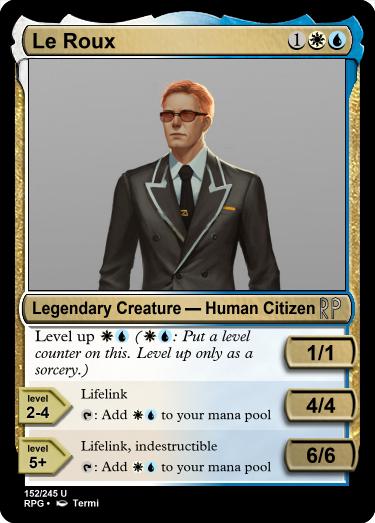 Le Roux 1
Legendary Creature — Human Citizen RP
Level up (: Put a level
counter on this. Level up only as a
sorcery.)
1/1
level
2-4
Lifelink
: Add to your mana pool
4/4
level
5+
Lifelink, indestructible
: Add to your mana pool
6/6
152/245 U
RPG • Termi